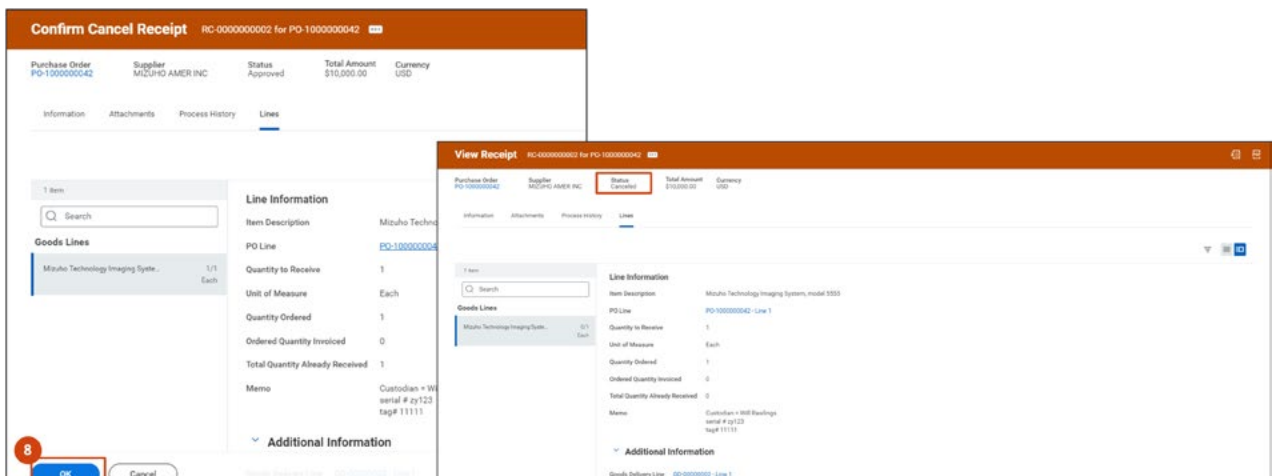 Confirm Cancel Receipt RC-0000000002 for PO-1000000042
Purchase Order Supplier Status Total Amount Currency
PO-1000000042 MIZUHO AMER INC Approved $10,000.00 USD
Information Attachments Process History Lines
1 item
Search
Goods Lines
Mizuho Technology Imaging Syste... 1/1
Each
Line Information
Item Description Mizuho Techno
PO Line PO-100000004
Quantity to Receive 1
Unit of Measure Each
Quantity Ordered 1
Ordered Quantity Invoiced 0
Total Quantity Already Received 1
Memo Custodian = Wi
serial # zy123
tag# 11111
Additional Information
8
OK Cancel
View Receipt RC-0000000002 for PO-1000000042
Purchase Order Supplier Status Total Amount Currency
PO-1000000042 MIZUHO AMER INC Canceled $10,000.00 USD
Information Attachments Process History Lines
1 item
Search
Goods Lines
Mizuho Technology Imaging Syste... 0/1
Each
Line Information
Item Description Mizuho Technology Imaging System, model 5555
PO Line PO-1000000042 - Line 1
Quantity to Receive 1
Unit of Measure Each
Quantity Ordered 1
Ordered Quantity Invoiced 0
Total Quantity Already Received 0
Memo Custodian = Will Rawlings
serial # zy123
tag# 11111
Additional Information
Goods Delivery Line